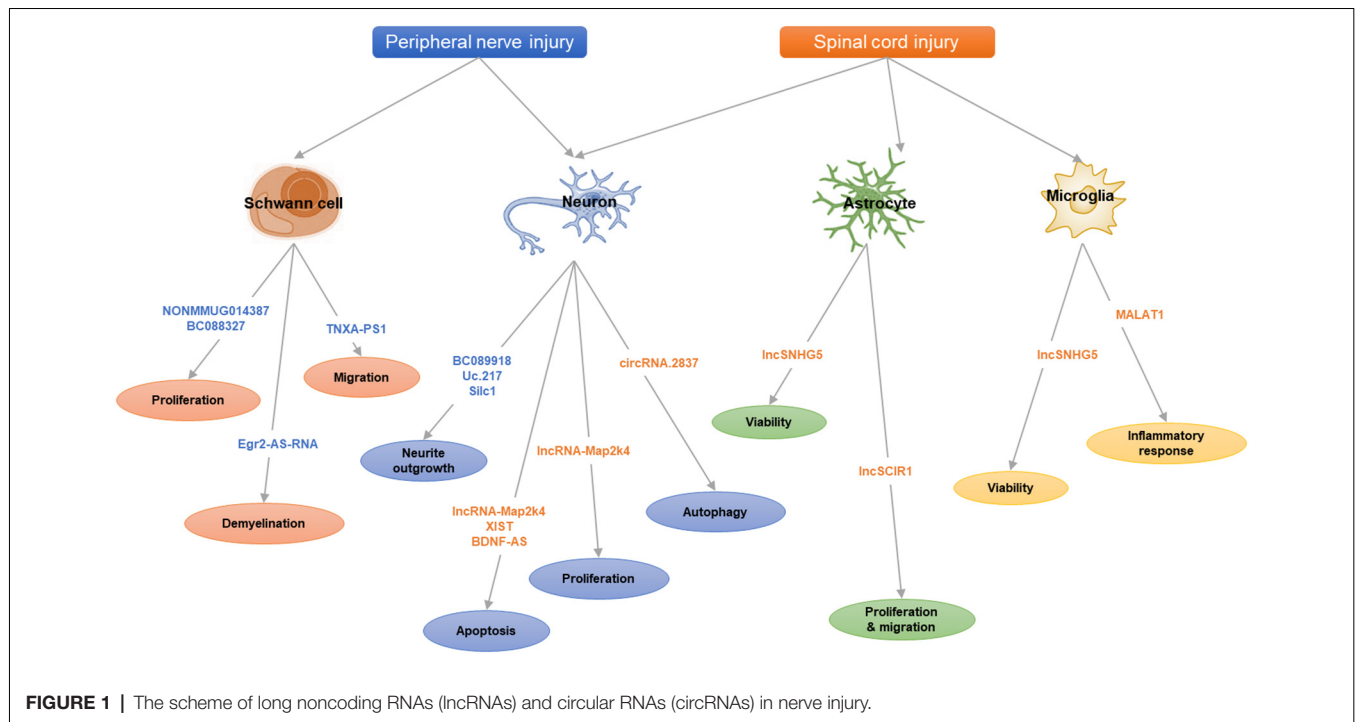 Peripheral nerve injury
Spinal cord injury
Schwann cell
Neuron
Astrocyte
Microglia
NONMMUG014387
BC088327
TNXA-PS1
Migration
Proliferation
Egr2-AS-RNA
Demyelination
BC089918
Uc.217
Silc1
circRNA.2837
Neurite
outgrowth
lncRNA-Map2k4
Autophagy
lncRNA-Map2k4
XIST
BDNF-AS
Proliferation
Apoptosis
lncSNHG5
Viability
lncSCIR1
Proliferation
& migration
MALAT1
lncSNHG5
Inflammatory
response
Viability
FIGURE 1 | The scheme of long noncoding RNAs (lncRNAs) and circular RNAs (circRNAs) in nerve injury.